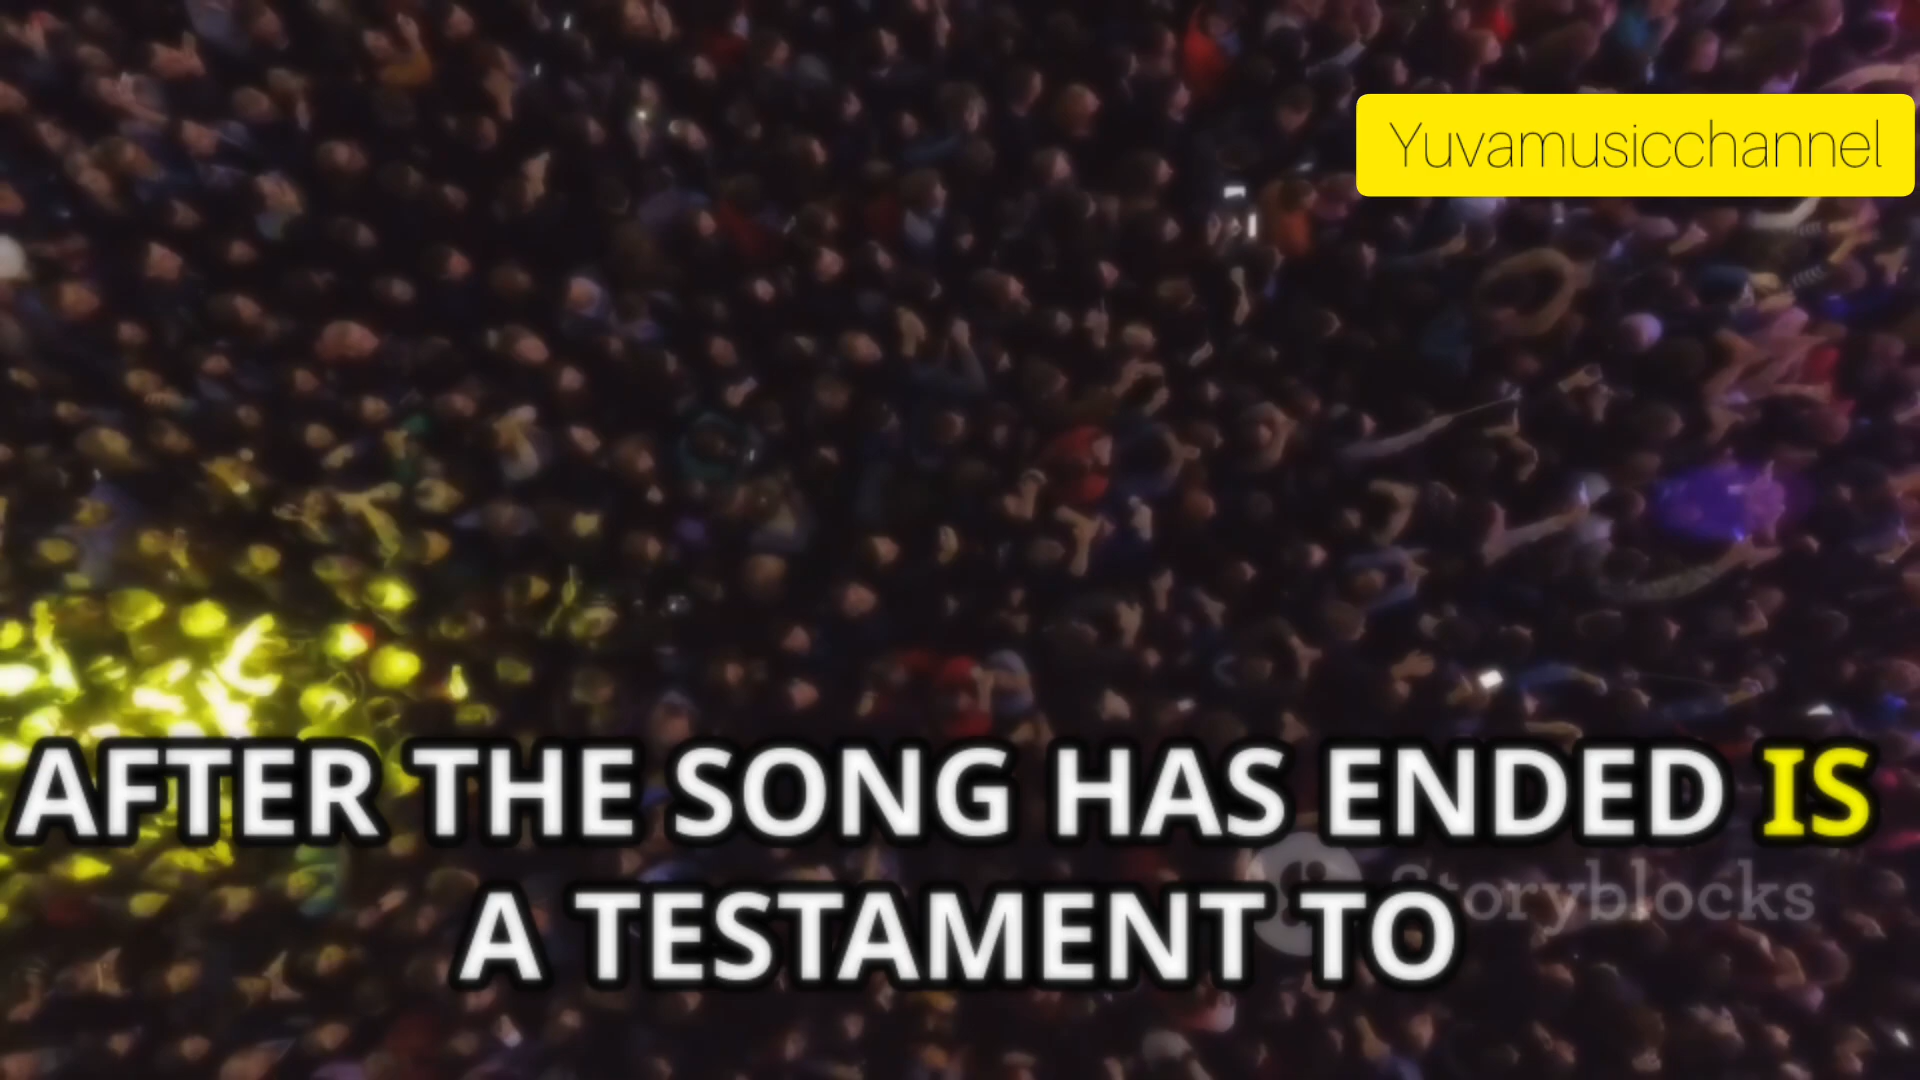 Yuvamusicchannel
AFTER THE SONG HAS ENDED IS
A TESTAMENT TO
Storyblocks